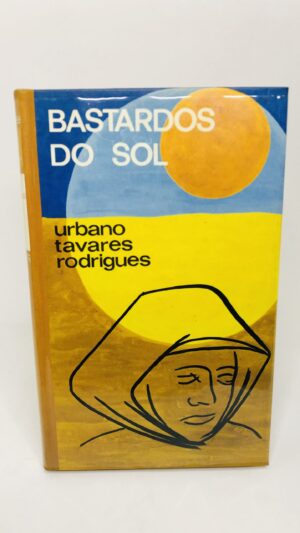 BASTARDOS
DO SOL
urbano
tavares
rodrigues